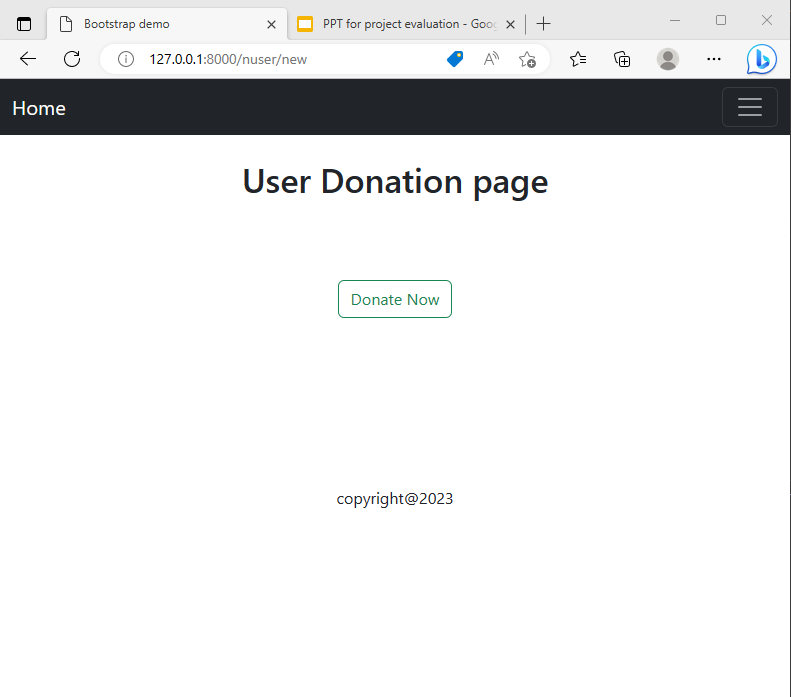 Bootstrap demo
PPT for project evaluation - Goog
127.0.0.1:8000/nuser/new
Home
User Donation page
Donate Now
copyright@2023